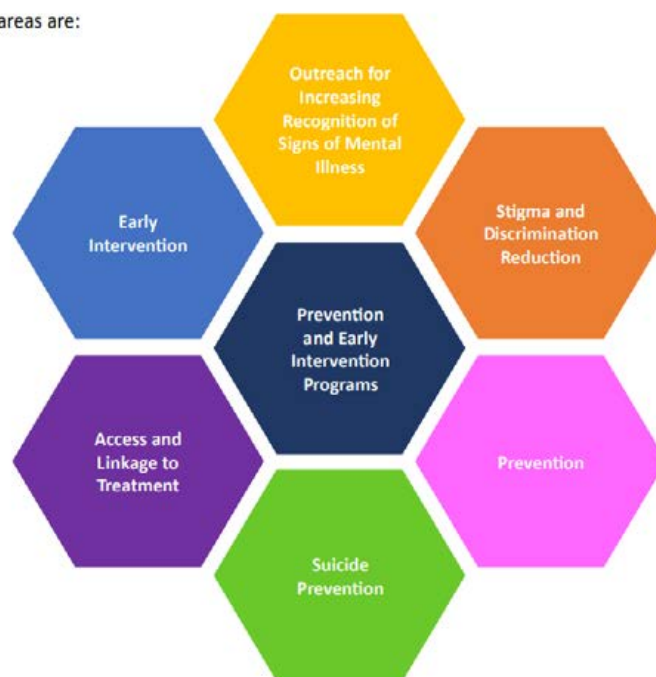 areas are:
Outreach for
Increasing
Recognition of
Signs of Mental
Illness
Early
Intervention
Stigma and
Discrimination
Reduction
Prevention
and Early
Intervention
Programs
Access and
Linkage to
Treatment
Prevention
Suicide
Prevention